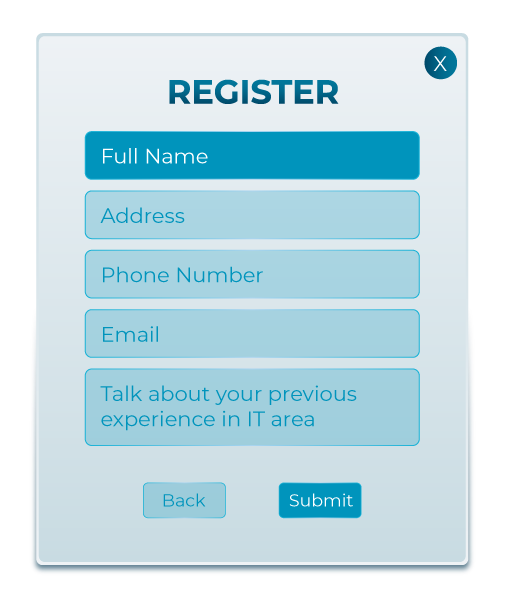 X
REGISTER
Full Name
Address
Phone Number
Email
Talk about your previous
experience in IT area
Back
Submit